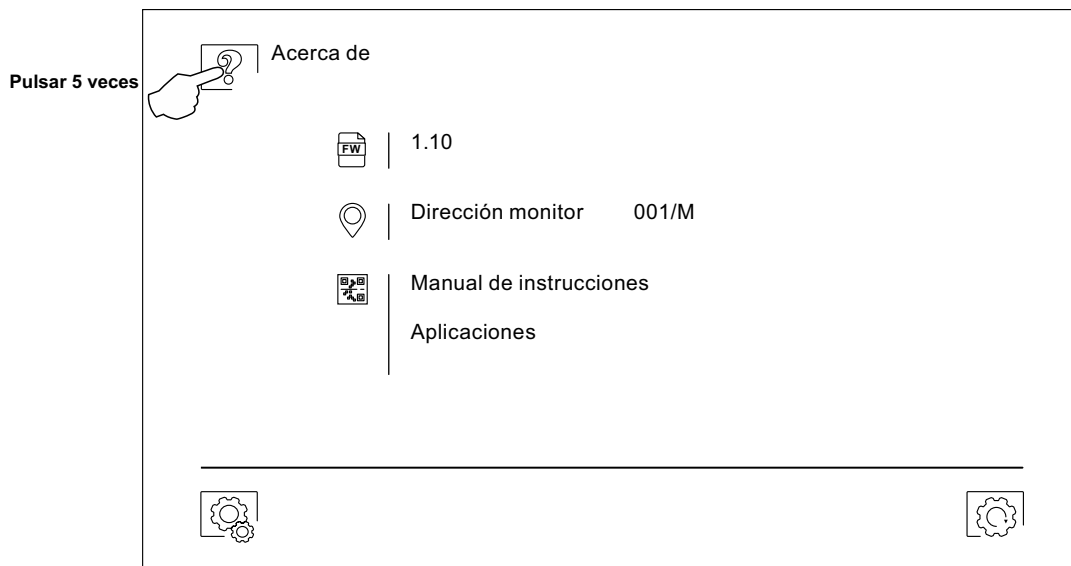 Acerca de
Pulsar 5 veces
FW
1.10
Dirección monitor 001/M
Manual de instrucciones
Aplicaciones